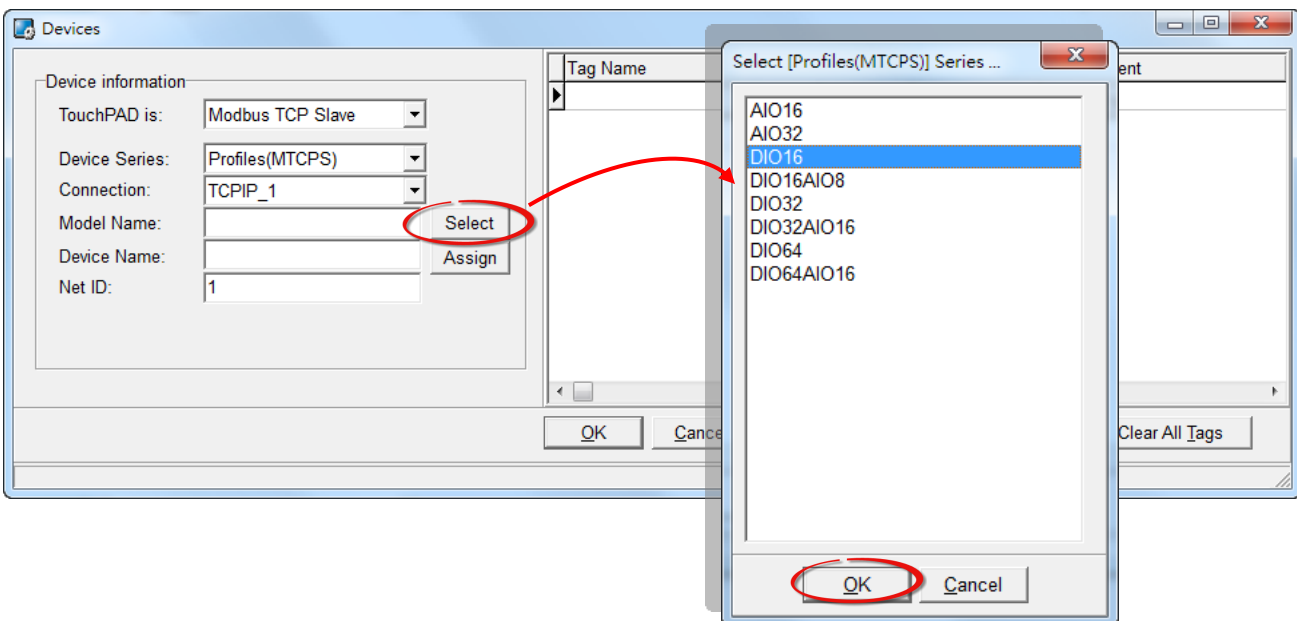 Devices
Device information
TouchPAD is: Modbus TCP Slave
Device Series: Profiles(MTCPS)
Connection: TCPIP_1
Model Name: Select
Device Name: Assign
Net ID: 1
Tag Name
ent
OK Cance Clear All Tags
Select [Profiles(MTCPS)] Series ...
AIO16
AIO32
DIO16
DIO16AIO8
DIO32
DIO32AIO16
DIO64
DIO64AIO16
OK Cancel